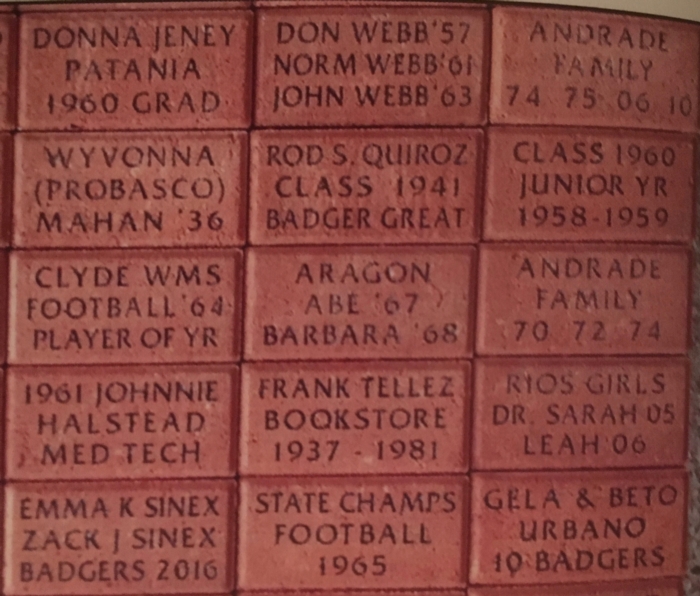 DONNA JENEY
PATANIA
1960 GRAD
DON WEBB '57
NORM WEBB '61
JOHN WEBB '63
ANDRADE
FAMILY
74 75 06 10
WYVONNA
(PROBASCO)
MAHAN '36
ROD S. QUIROZ
CLASS 1941
BADGER GREAT
CLASS 1960
JUNIOR YR
1958-1959
CLYDE WMS
FOOTBALL '64
PLAYER OF YR
ARAGON
ABE '67
BARBARA '68
ANDRADE
FAMILY
70 72 74
1961 JOHNNIE
HALSTEAD
MED TECH
FRANK TELLEZ
BOOKSTORE
1937 - 1981
RIOS GIRLS
DR. SARAH 05
LEAH 06
EMMA K SINEX
ZACK J SINEX
BADGERS 2016
STATE CHAMPS
FOOTBALL
1965
GELA & BETO
URBANO
10 BADGERS